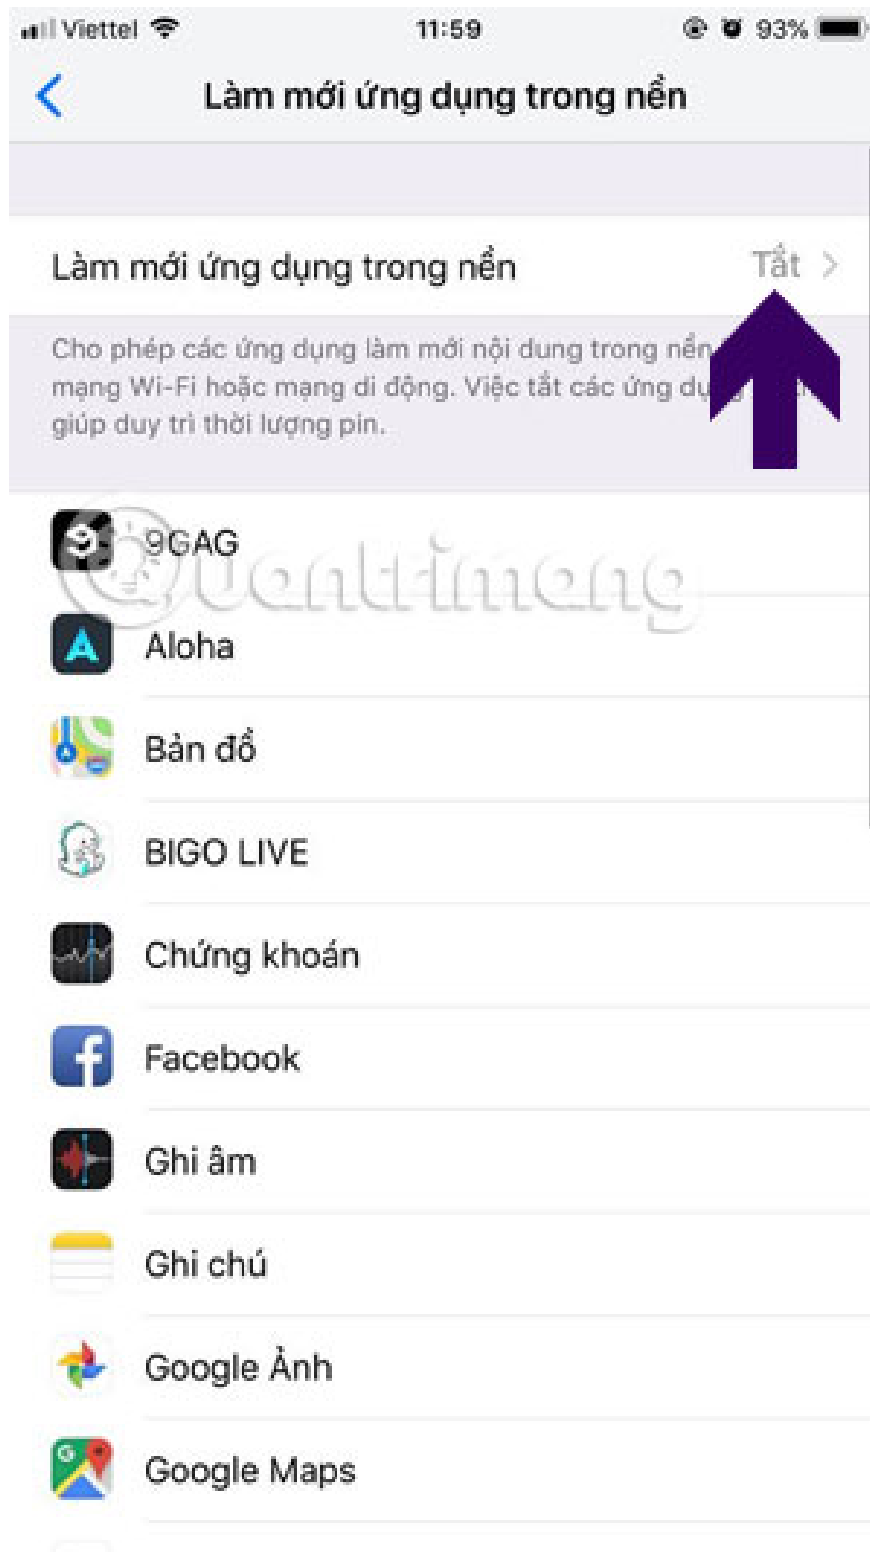 Viettel 11:59 93%
Làm mới ứng dụng trong nền
Làm mới ứng dụng trong nền Tắt
Cho phép các ứng dụng làm mới nội dung trong nền
mạng Wi-Fi hoặc mạng di động. Việc tắt các ứng
giúp duy trì thời lượng pin.
9GAG
Quantrimang
Aloha
Bản đồ
BIGO LIVE
Chứng khoán
Facebook
Ghi âm
Ghi chú
Google Ảnh
Google Maps